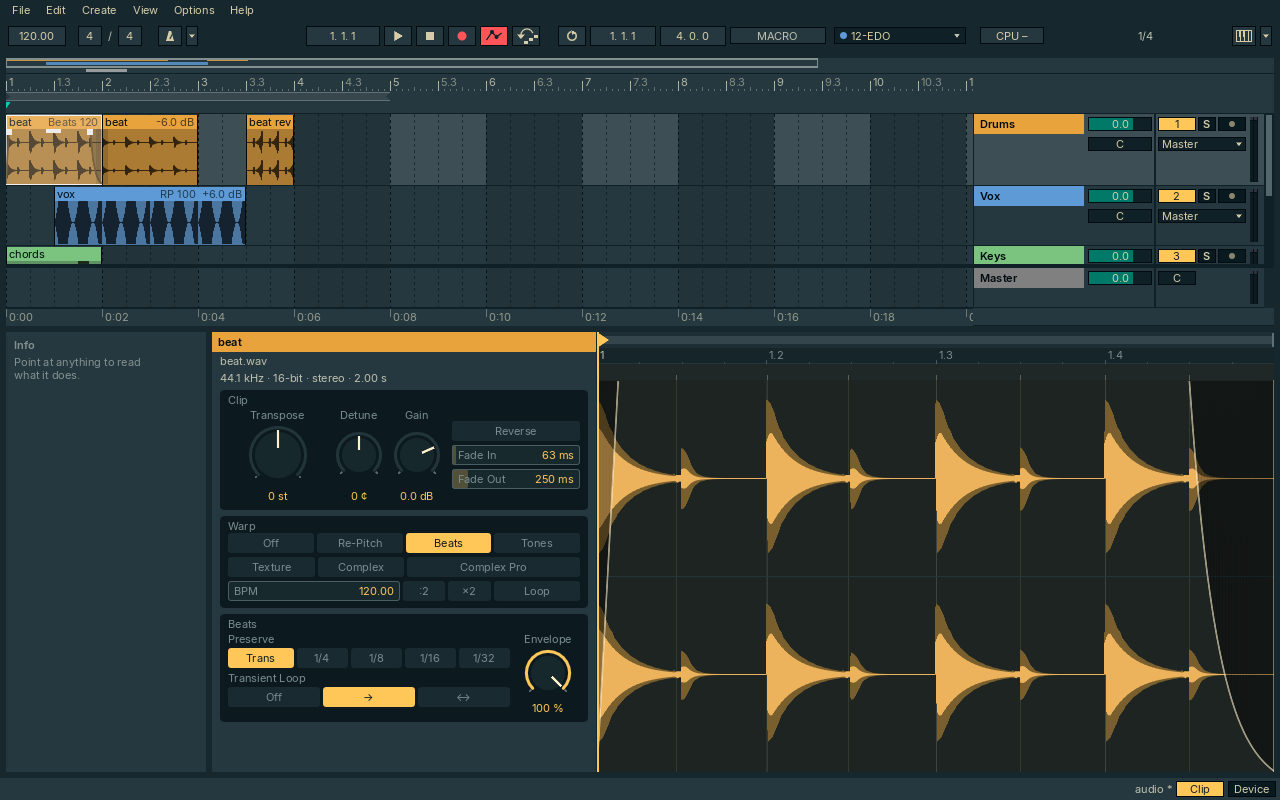 File Edit Create View Options Help
120.00 4 / 4 1. 1. 1 1. 1. 1 4. 0. 0 MACRO 12-EDO CPU – 1/4
1 1.3 2 2.3 3 3.3 4 4.3 5 5.3 6 6.3 7 7.3 8 8.3 9 9.3 10 10.3 1
beat Beats 120 beat -6.0 dB beat rev Drums 0.0 1 S
C Master
vox RP 100 +6.0 dB Vox 0.0 2 S
C Master
chords Keys 0.0 3 S
Master 0.0 C
0:00 0:02 0:04 0:06 0:08 0:10 0:12 0:14 0:16 0:18
Info
Point at anything to read
what it does.
beat
beat.wav
44.1 kHz · 16-bit · stereo · 2.00 s
Clip
Transpose Detune Gain
Reverse
Fade In 63 ms
Fade Out 250 ms
0 st 0 ¢ 0.0 dB
Warp
Off Re-Pitch Beats Tones
Texture Complex Complex Pro
BPM 120.00 :2 ×2 Loop
Beats
Preserve Envelope
Trans 1/4 1/8 1/16 1/32
Transient Loop
Off → ↔
100 %
1 1.2 1.3 1.4
audio * Clip Device